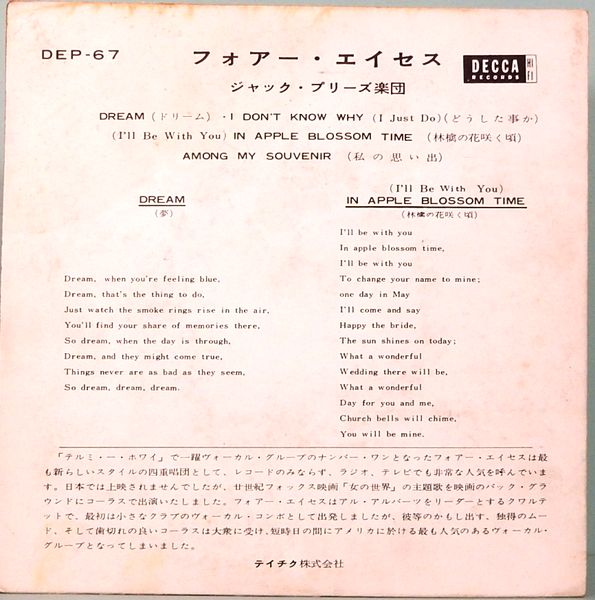 DEP-67
フォアー・エイセス
DECCA
RECORDS
HI
FI
ジャック・プリーズ楽団
DREAM (ドリーム)・I DON'T KNOW WHY (I Just Do)(どうした事か)
(I'll Be With You) IN APPLE BLOSSOM TIME (林檎の花咲く頃)
AMONG MY SOUVENIR (私の思い出)
DREAM
(夢)
Dream, when you're feeling blue,
Dream, that's the thing to do,
Just watch the smoke rings rise in the air,
You'll find your share of memories there,
So dream, when the day is through,
Dream, and they might come true,
Things never are as bad as they seem,
So dream, dream, dream.
(I'll Be With You)
IN APPLE BLOSSOM TIME
(林檎の花咲く頃)
I'll be with you
In apple blossom time,
I'll be with you
To change your name to mine;
one day in May
I'll come and say
Happy the bride,
The sun shines on today;
What a wonderful
Wedding there will be,
What a wonderful
Day for you and me,
Church bells will chime,
You will be mine.
「テルミー・ホワイ」で一躍ヴォーカル・グループのナンバー・ワンとなったフォアー・エイセスは最
も新らしいスタイルの四重唱団として、レコードのみならず、ラジオ、テレビでも非常な人気を呼んでいま
す。日本では上映されませんでしたが、廿世紀フォックス映画「女の世界」の主題歌を映画のバック・グラ
ウンドにコーラスで出演いたしました。フォアー・エイセスはアル・アルバーツをリーダーとするクワルテ
ットで、最初は小さなクラブのヴォーカル・コンボとして出発しましたが、彼等のかもし出す、独得のムー
ド、そして歯切れの良いコーラスは大衆に受け、短時日の間にアメリカに於ける最も人気のあるヴォーカル・
グループとなってしまいました。
テイチク株式会社